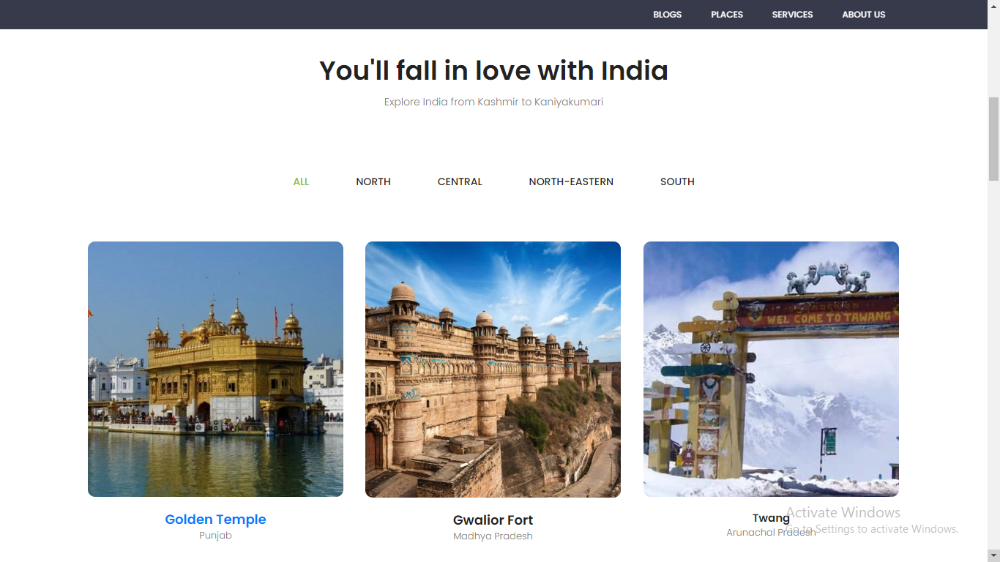 BLOGS PLACES SERVICES ABOUT US
You'll fall in love with India
Explore India from Kashmir to Kaniyakumari
ALL NORTH CENTRAL NORTH-EASTERN SOUTH
WEL COME TO TAWANG
Golden Temple
Punjab
Gwalior Fort
Madhya Pradesh
Twang
Arunachal Pradesh
Activate Windows
Go to Settings to activate Windows.